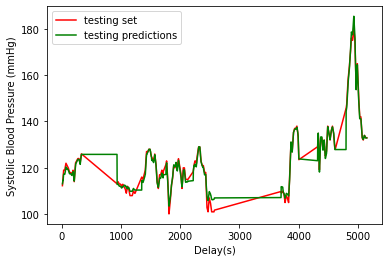 testing set
testing predictions
Systolic Blood Pressure (mmHg)
180
160
140
120
100
0 1000 2000 3000 4000 5000
Delay(s)